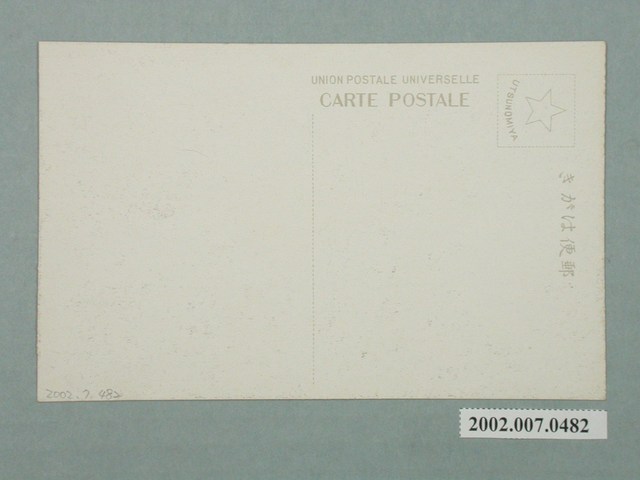 UNION POSTALE UNIVERSELLE
CARTE POSTALE
UTSUNOMIYA
きがは便郵
2002.7.482
2002.007.0482